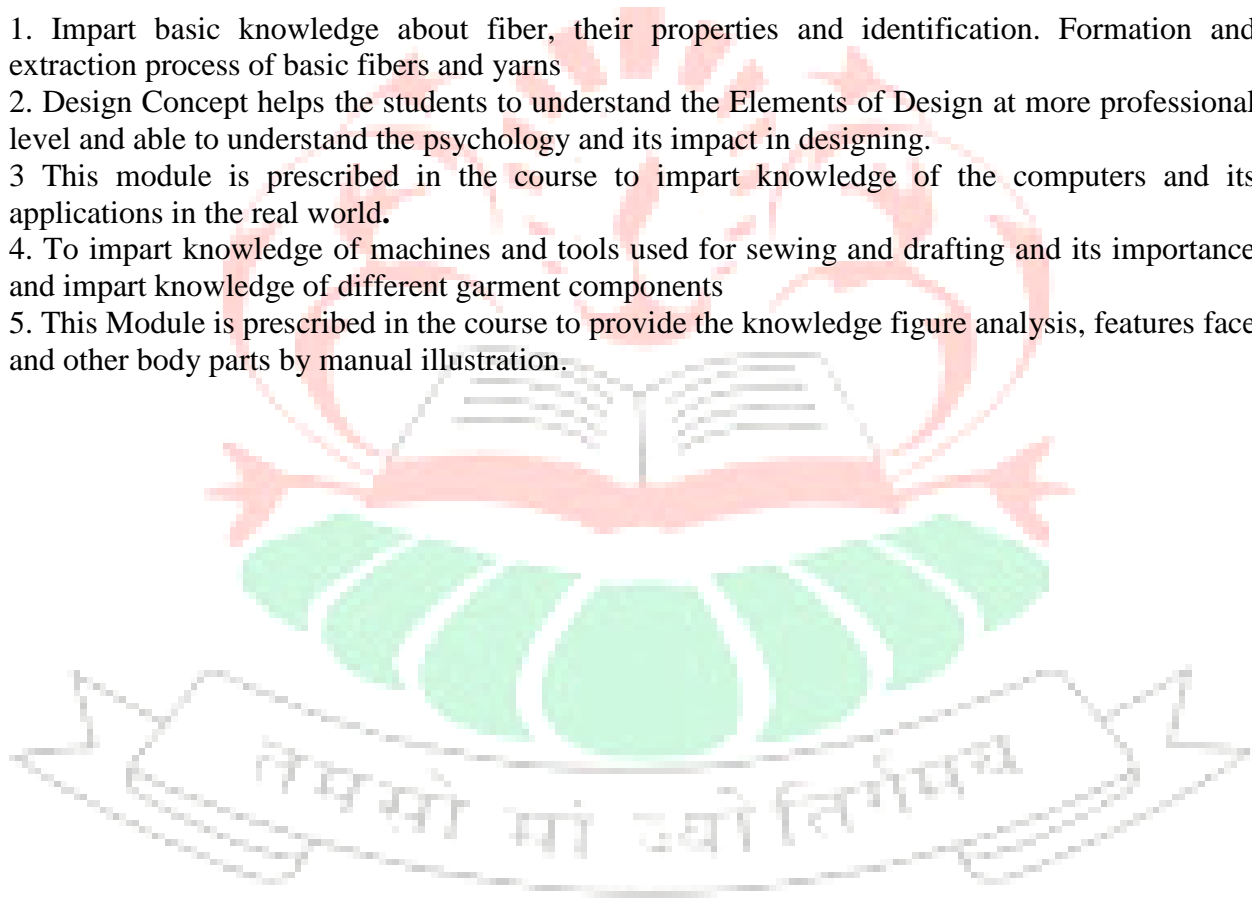 1. Impart basic knowledge about fiber, their properties and identification. Formation and
extraction process of basic fibers and yarns
2. Design Concept helps the students to understand the Elements of Design at more professional
level and able to understand the psychology and its impact in designing.
3 This module is prescribed in the course to impart knowledge of the computers and its
applications in the real world.
4. To impart knowledge of machines and tools used for sewing and drafting and its importance
and impart knowledge of different garment components
5. This Module is prescribed in the course to provide the knowledge figure analysis, features face
and other body parts by manual illustration.
तमसो मा ज्योतिर्गमय